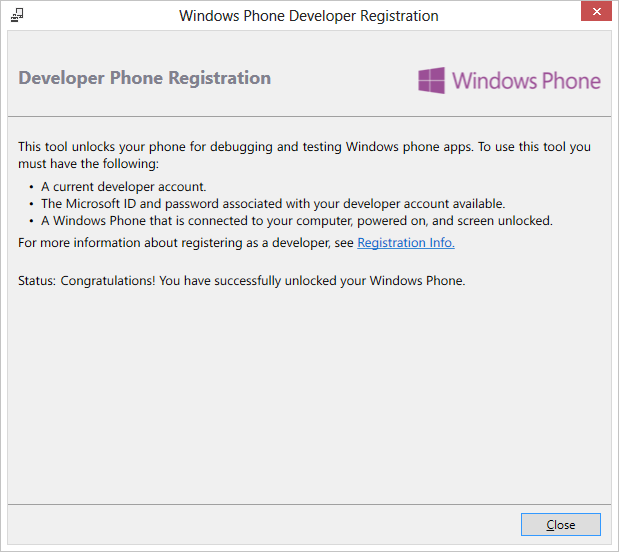 Windows Phone Developer Registration
Developer Phone Registration
Windows Phone
This tool unlocks your phone for debugging and testing Windows phone apps. To use this tool you
must have the following:
• A current developer account.
• The Microsoft ID and password associated with your developer account available.
• A Windows Phone that is connected to your computer, powered on, and screen unlocked.
For more information about registering as a developer, see Registration Info.
Status: Congratulations! You have successfully unlocked your Windows Phone.
Close